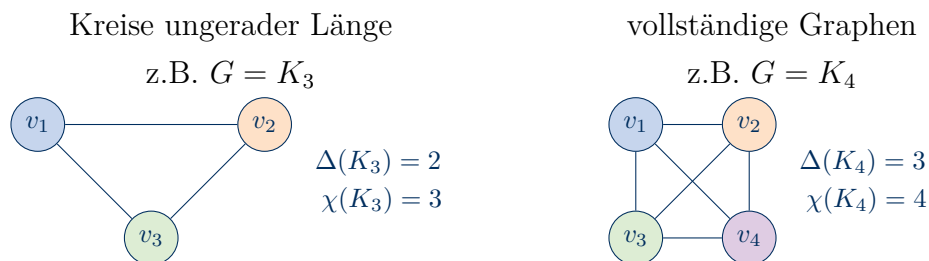 Kreise ungerader Länge
z.B. G = K₃
v₁
v₂
v₃
Δ(K₃) = 2
χ(K₃) = 3
vollständige Graphen
z.B. G = K₄
v₁
v₂
v₃
v₄
Δ(K₄) = 3
χ(K₄) = 4